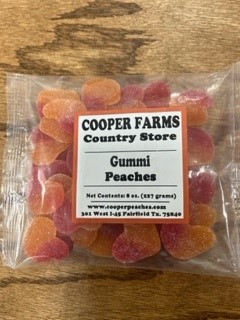 COOPER FARMS
Country Store
Gummi
Peaches
Net Contents: 8 oz. (227 grams)
www.cooperpeaches.com
301 West I-45 Fairfield Tx. 75840